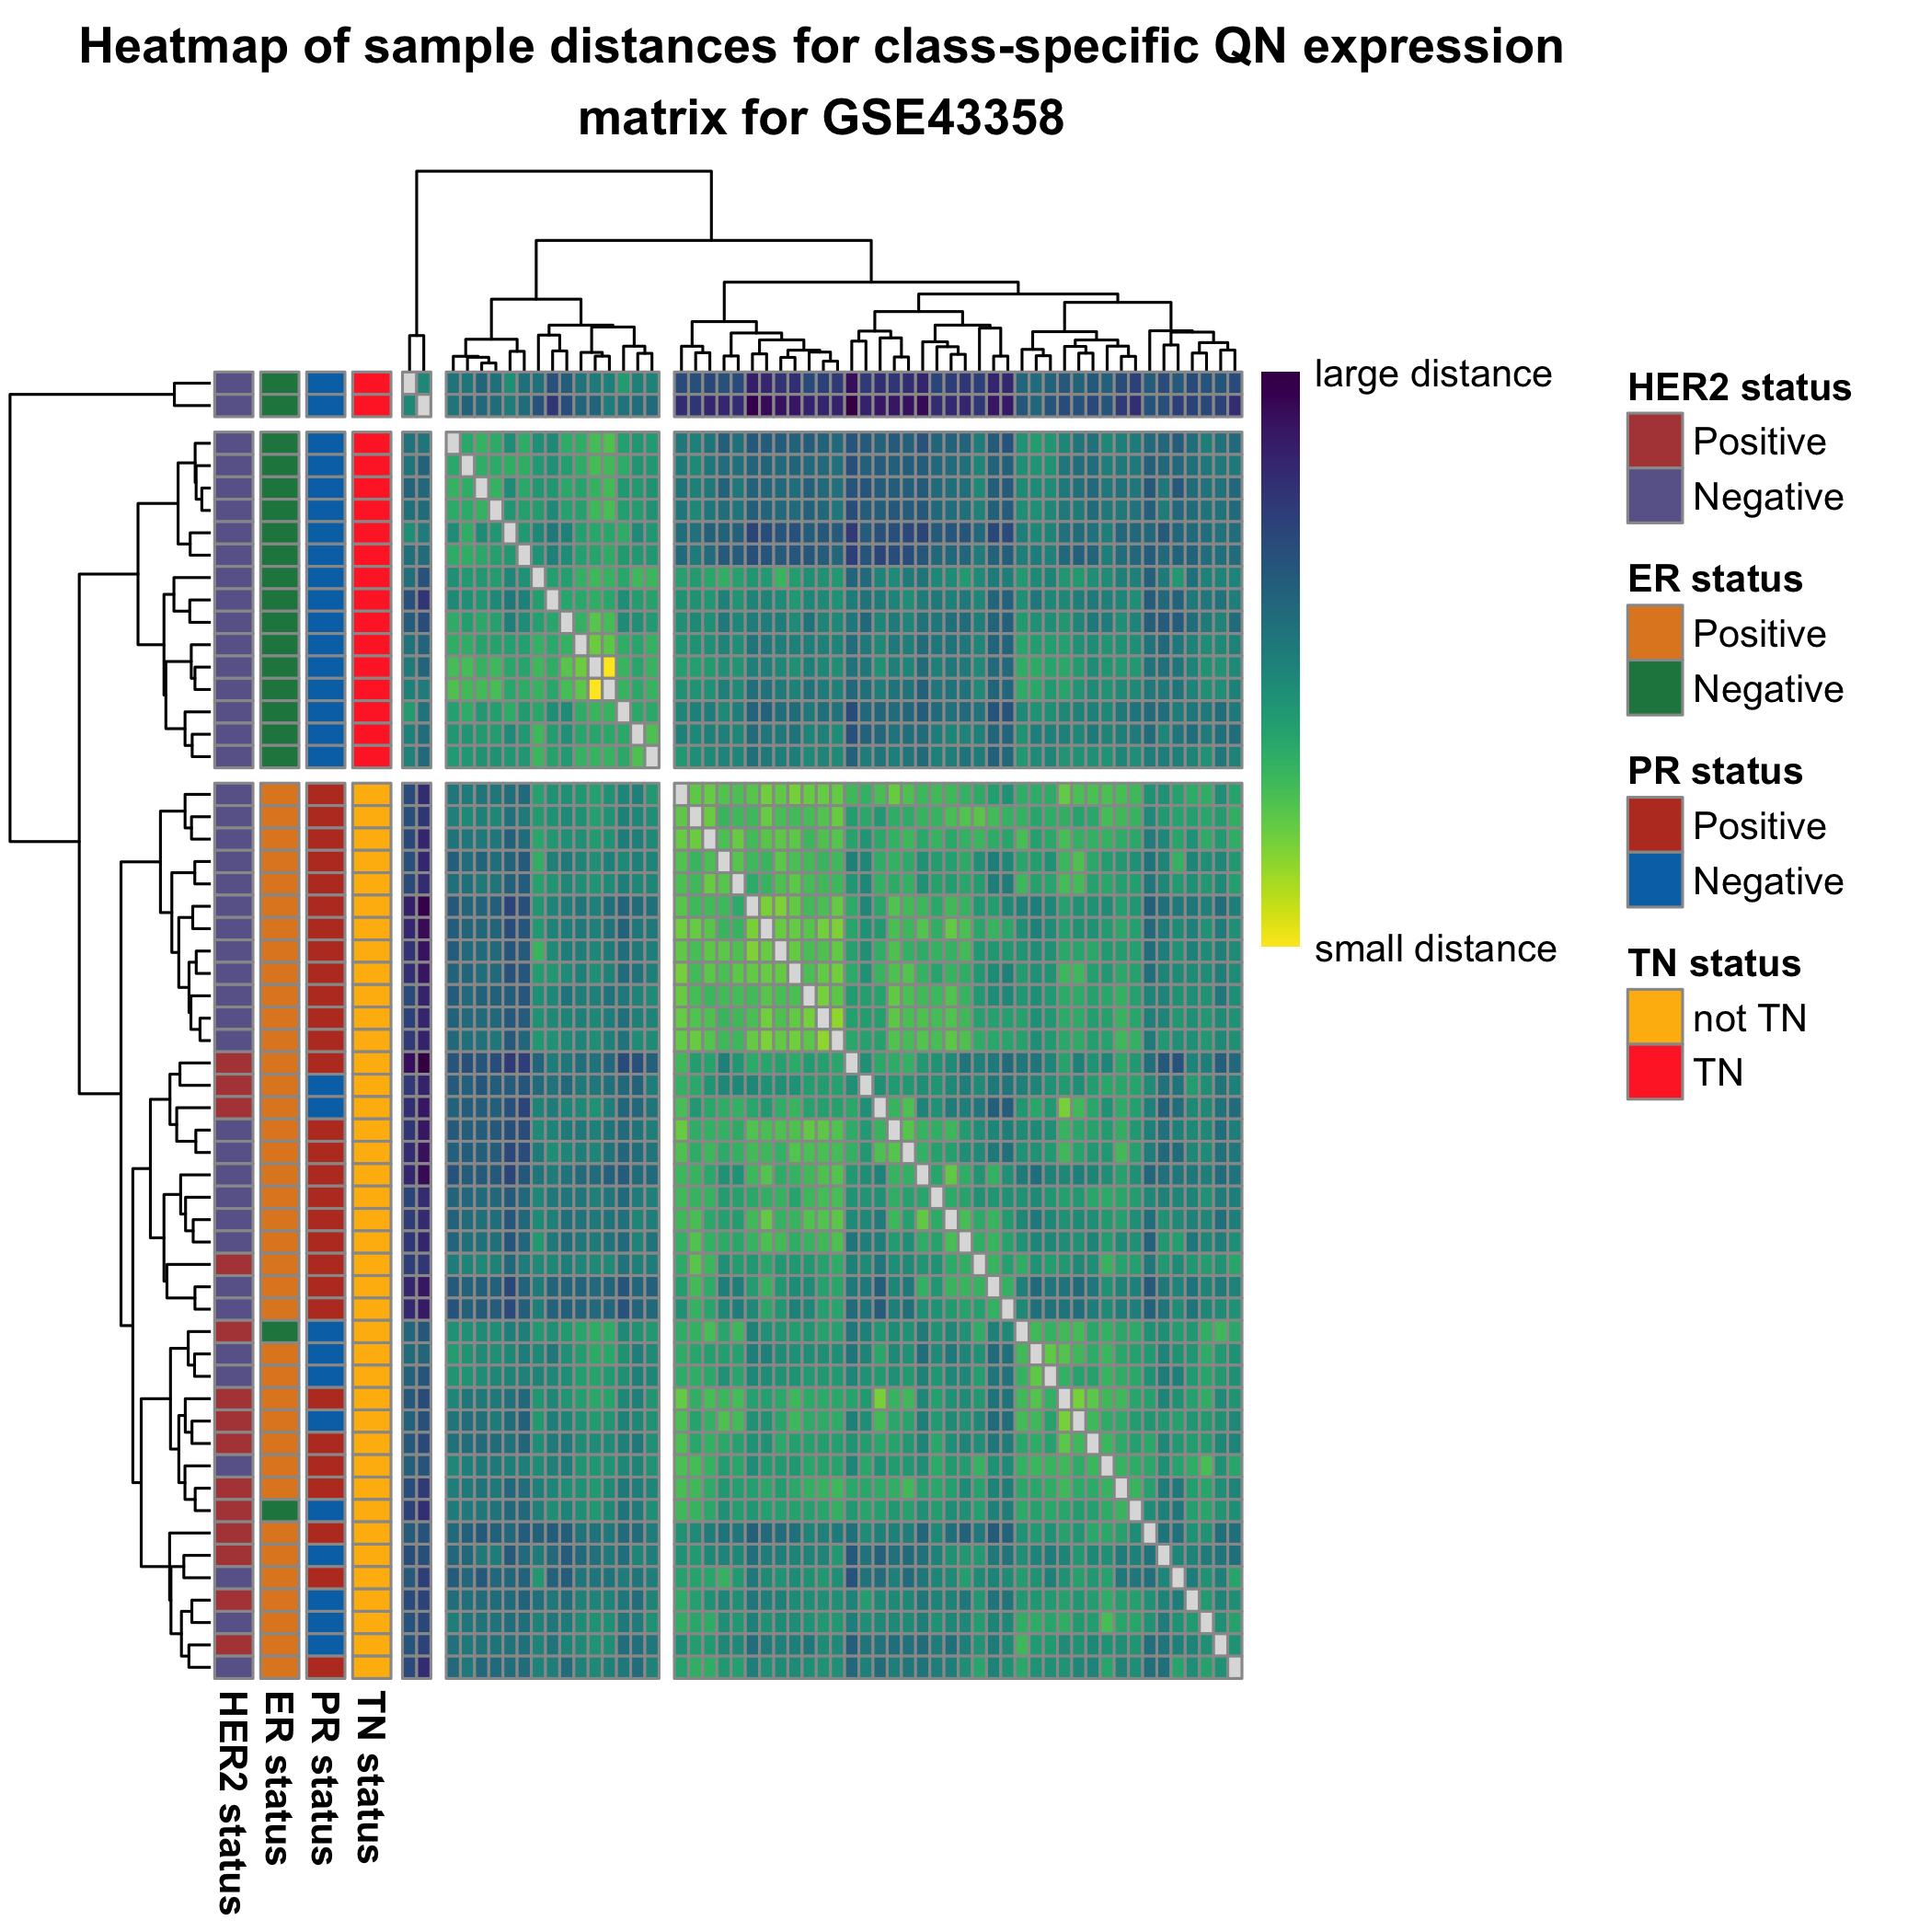 Heatmap of sample distances for class-specific QN expression
matrix for GSE43358
large distance
small distance
HER2 status
Positive
Negative
ER status
Positive
Negative
PR status
Positive
Negative
TN status
not TN
TN
HER2 status
ER status
PR status
TN status